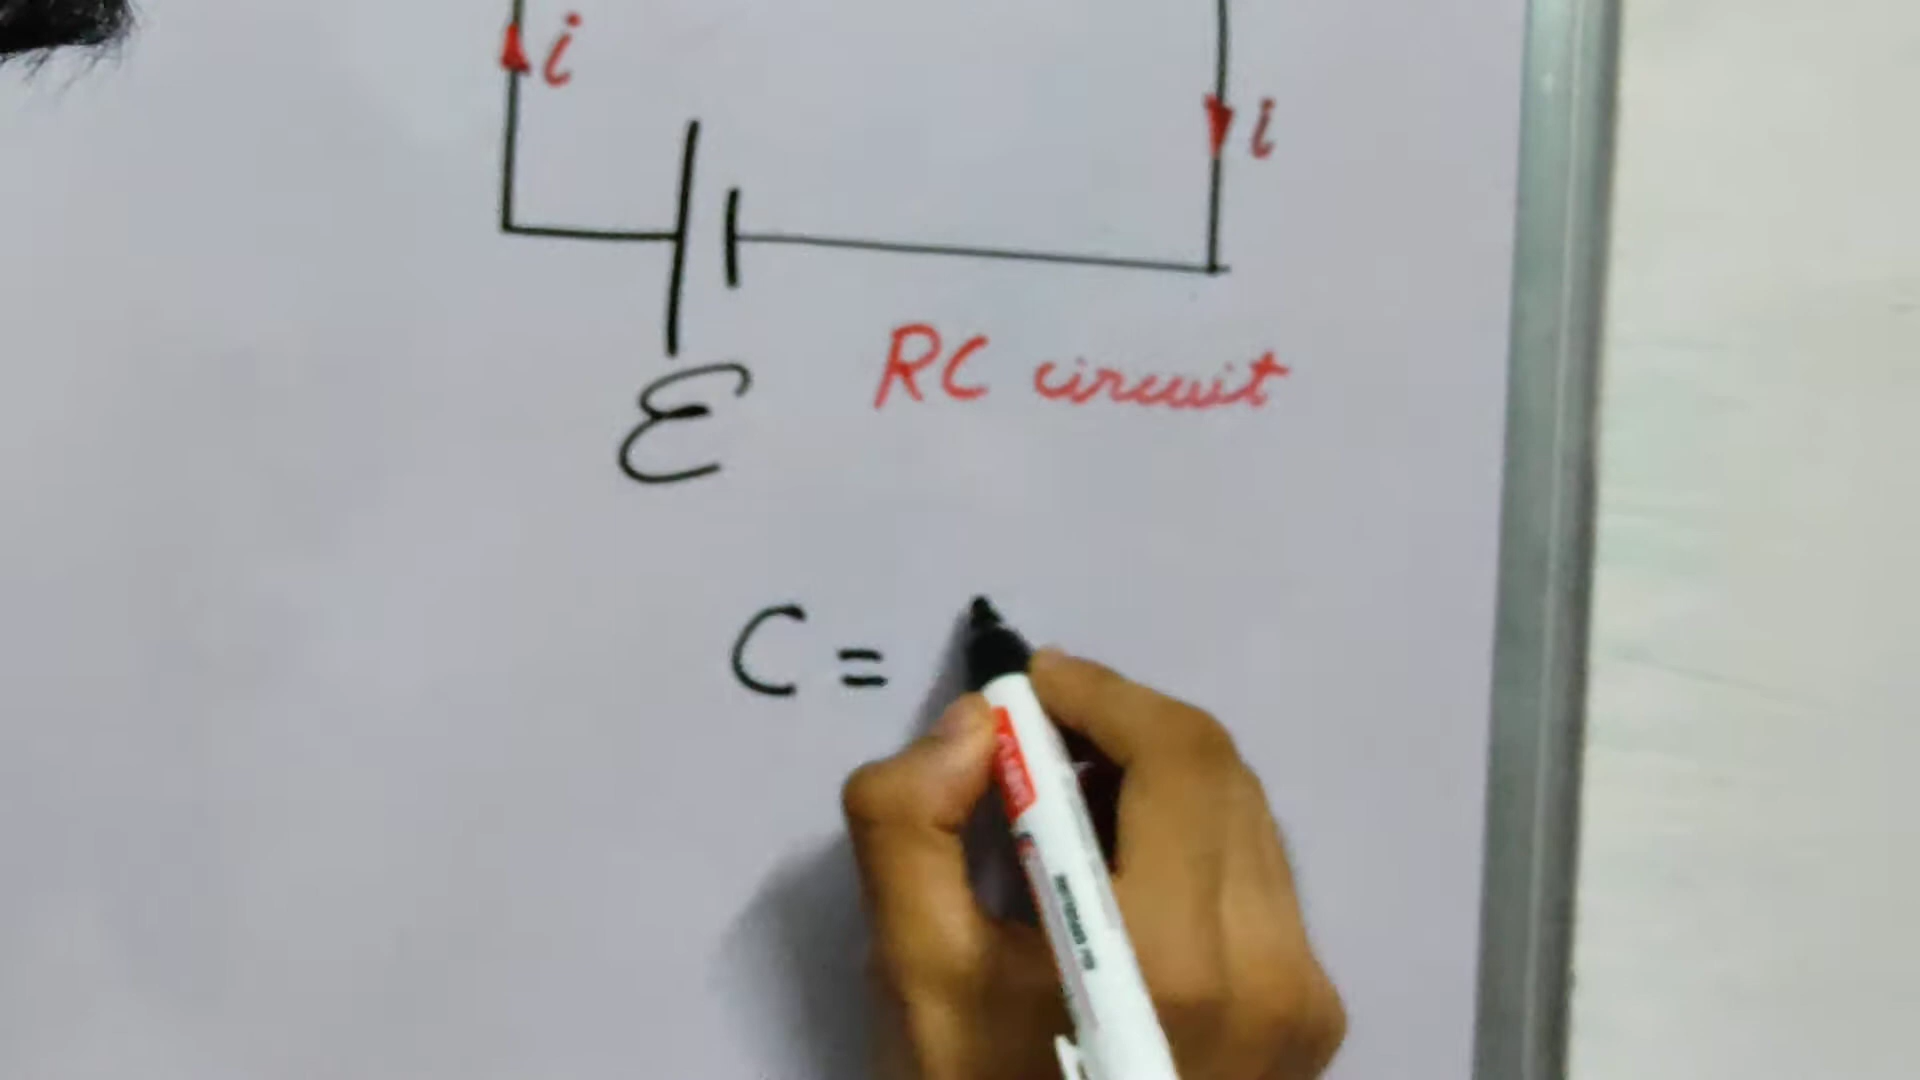 i
i
ℰ
RC circuit
C =